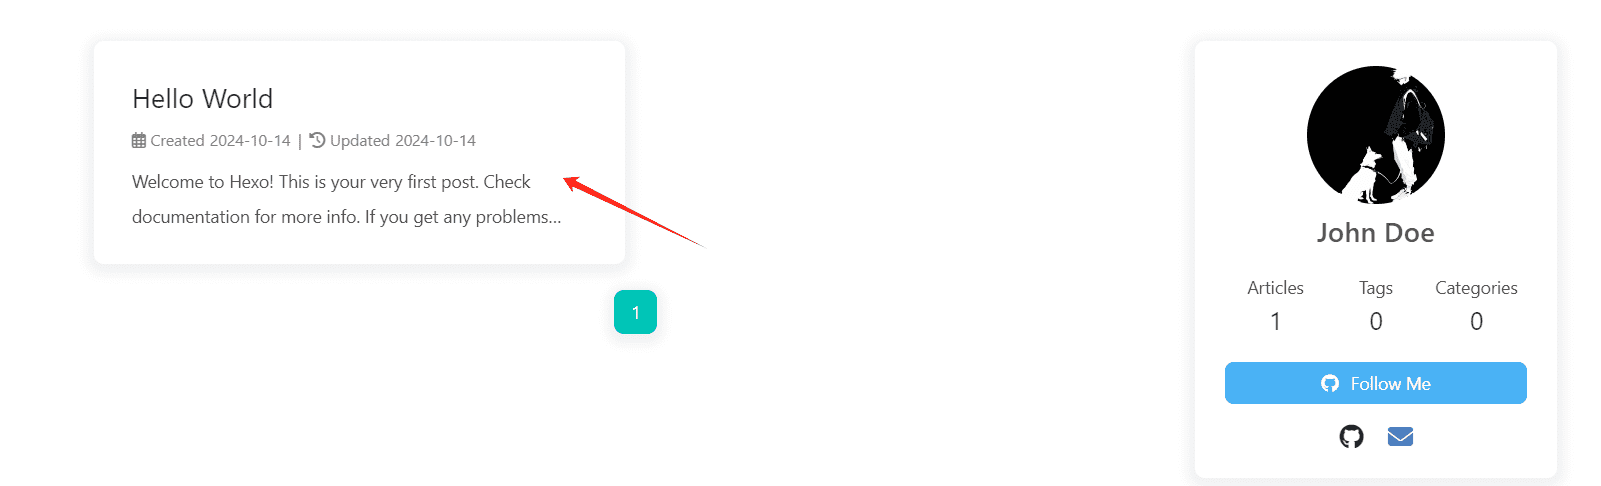 Hello World
Created 2024-10-14 | Updated 2024-10-14
Welcome to Hexo! This is your very first post. Check
documentation for more info. If you get any problems...
1
John Doe
Articles Tags Categories
1 0 0
Follow Me